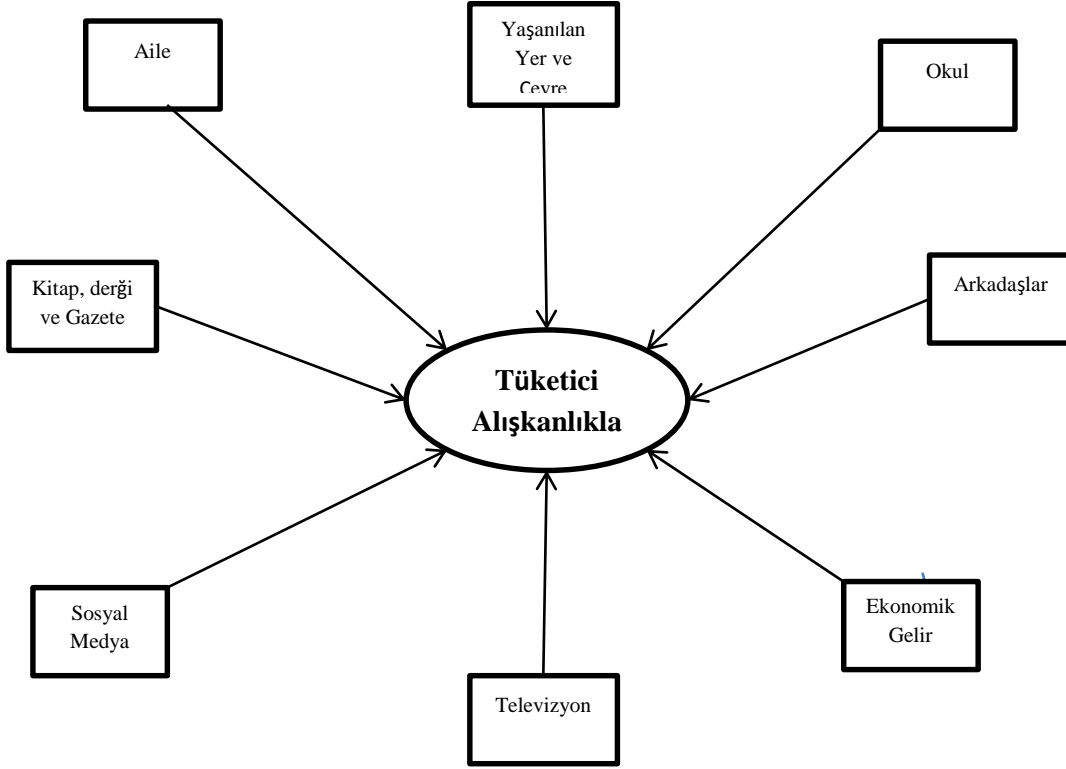 Aile
Yaşanılan
Yer ve
Çevre
Okul
Kitap, derği
ve Gazete
Arkadaşlar
Tüketici
Alışkanlıkla
Sosyal
Medya
Ekonomik
Gelir
Televizyon